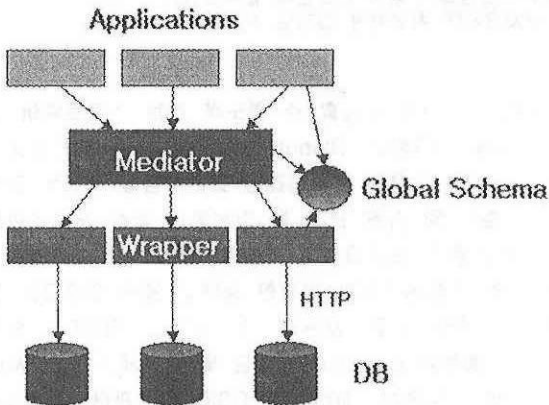 Applications
Mediator
Global Schema
Wrapper
HTTP
DB